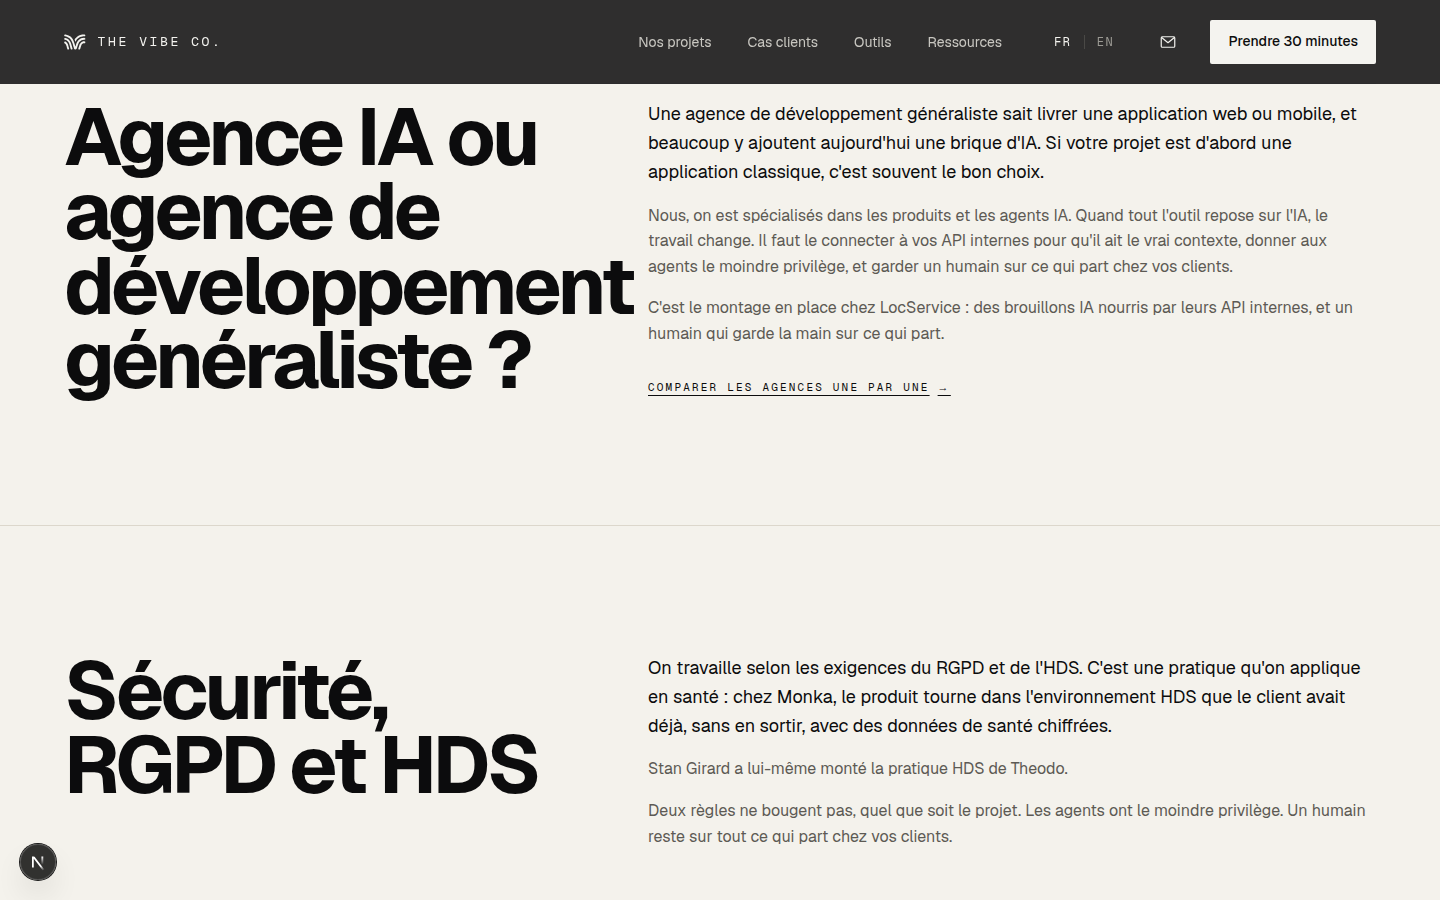 THE VIBE CO.
Nos projets
Cas clients
Outils
Ressources
FR
EN
Prendre 30 minutes
Agence IA ou
agence de
développement
généraliste ?
Une agence de développement généraliste sait livrer une application web ou mobile, et
beaucoup y ajoutent aujourd'hui une brique d'IA. Si votre projet est d'abord une
application classique, c'est souvent le bon choix.
Nous, on est spécialisés dans les produits et les agents IA. Quand tout l'outil repose sur l'IA, le
travail change. Il faut le connecter à vos API internes pour qu'il ait le vrai contexte, donner aux
agents le moindre privilège, et garder un humain sur ce qui part chez vos clients.
C'est le montage en place chez LocService : des brouillons IA nourris par leurs API internes, et un
humain qui garde la main sur ce qui part.
COMPARER LES AGENCES UNE PAR UNE →
Sécurité,
RGPD et HDS
On travaille selon les exigences du RGPD et de l'HDS. C'est une pratique qu'on applique
en santé : chez Monka, le produit tourne dans l'environnement HDS que le client avait
déjà, sans en sortir, avec des données de santé chiffrées.
Stan Girard a lui-même monté la pratique HDS de Theodo.
Deux règles ne bougent pas, quel que soit le projet. Les agents ont le moindre privilège. Un humain
reste sur tout ce qui part chez vos clients.
N